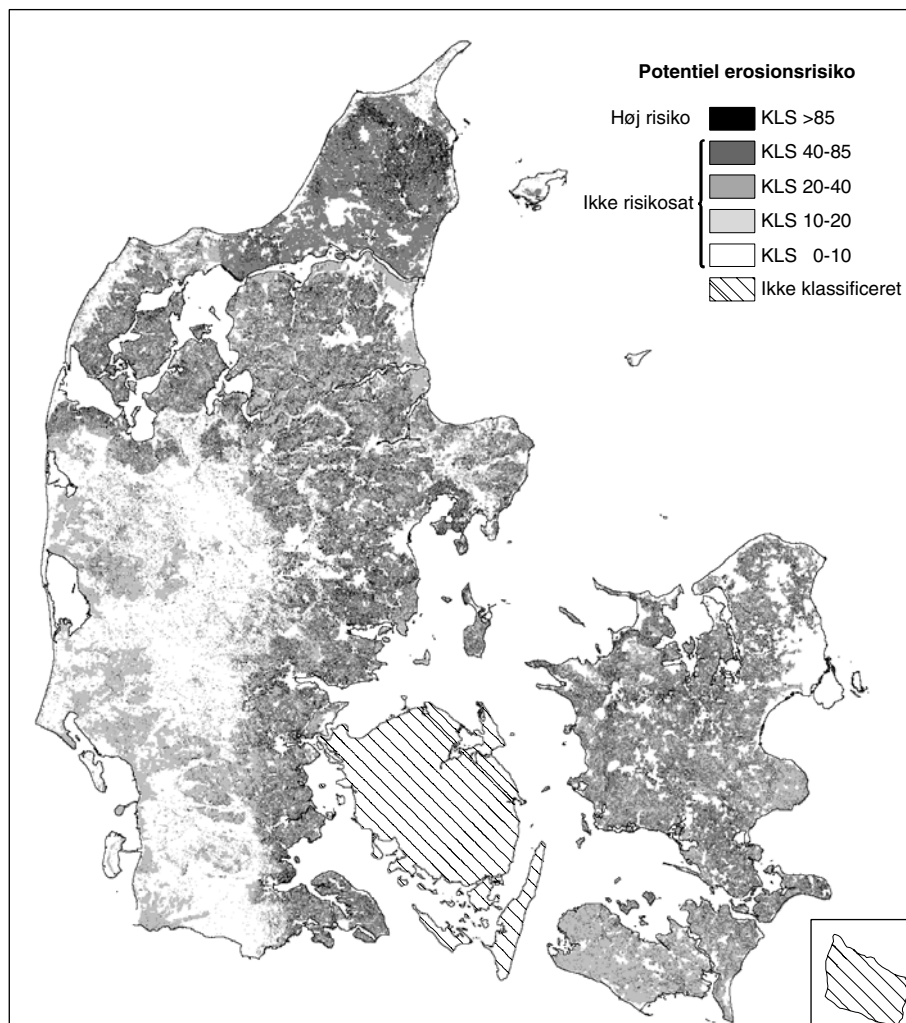 Potentiel erosionsrisiko
Høj risiko KLS >85
KLS 40-85
KLS 20-40
Ikke risikosat
KLS 10-20
KLS 0-10
Ikke klassificeret